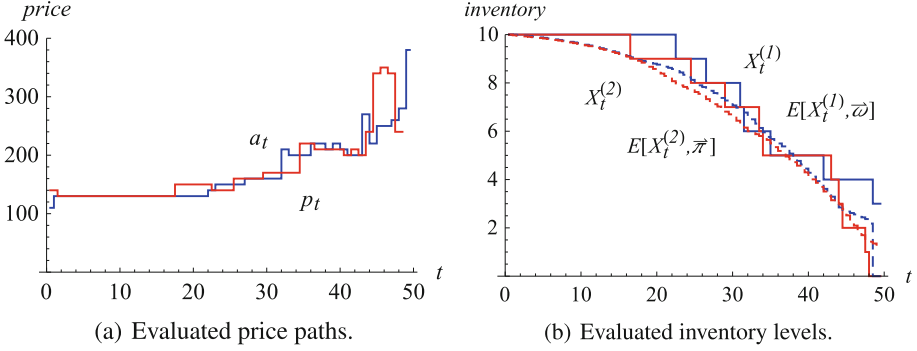 price
400
300
200
100
0
10
20
30
40
50
t
a_t
p_t
(a) Evaluated price paths.
inventory
10
8
6
4
2
0
10
20
30
40
50
t
X_t^(1)
X_t^(2)
E[X_t^(1), ϖ⃗]
E[X_t^(2), π⃗]
(b) Evaluated inventory levels.